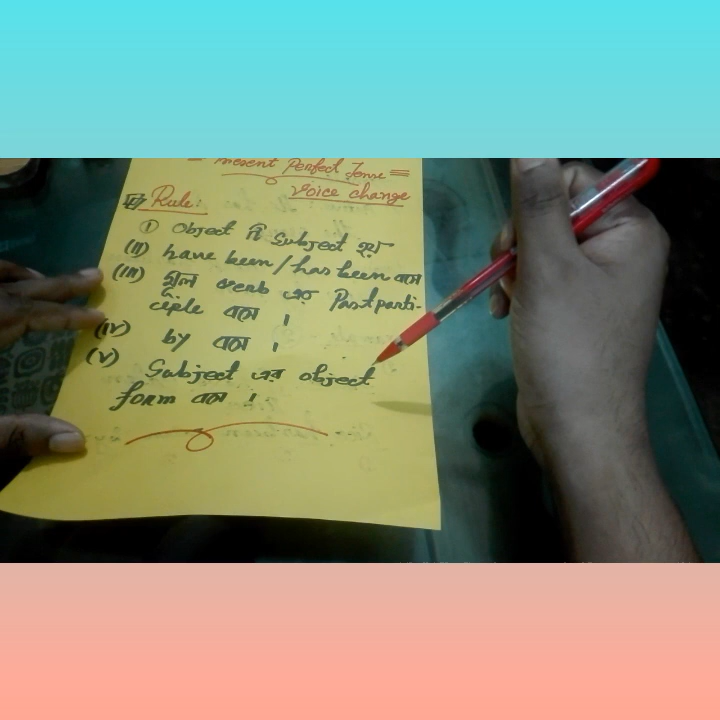 Present Perfect Tense
Voice change
Rule:
(I) Object টি Subject হয়
(II) have been / has been বসে
(III) মূল verb এর Past parti-
ciple বসে ।
(IV) by বসে ।
(V) Subject এর object
form বসে ।